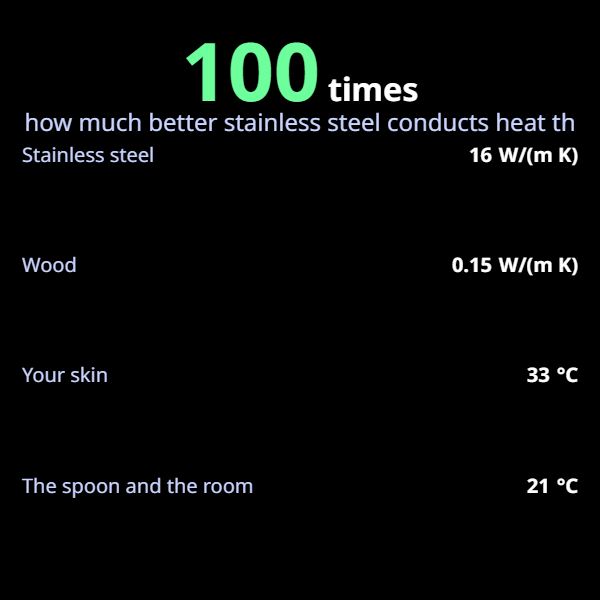 100 times
how much better stainless steel conducts heat th
Stainless steel 16 W/(m K)
Wood 0.15 W/(m K)
Your skin 33 °C
The spoon and the room 21 °C